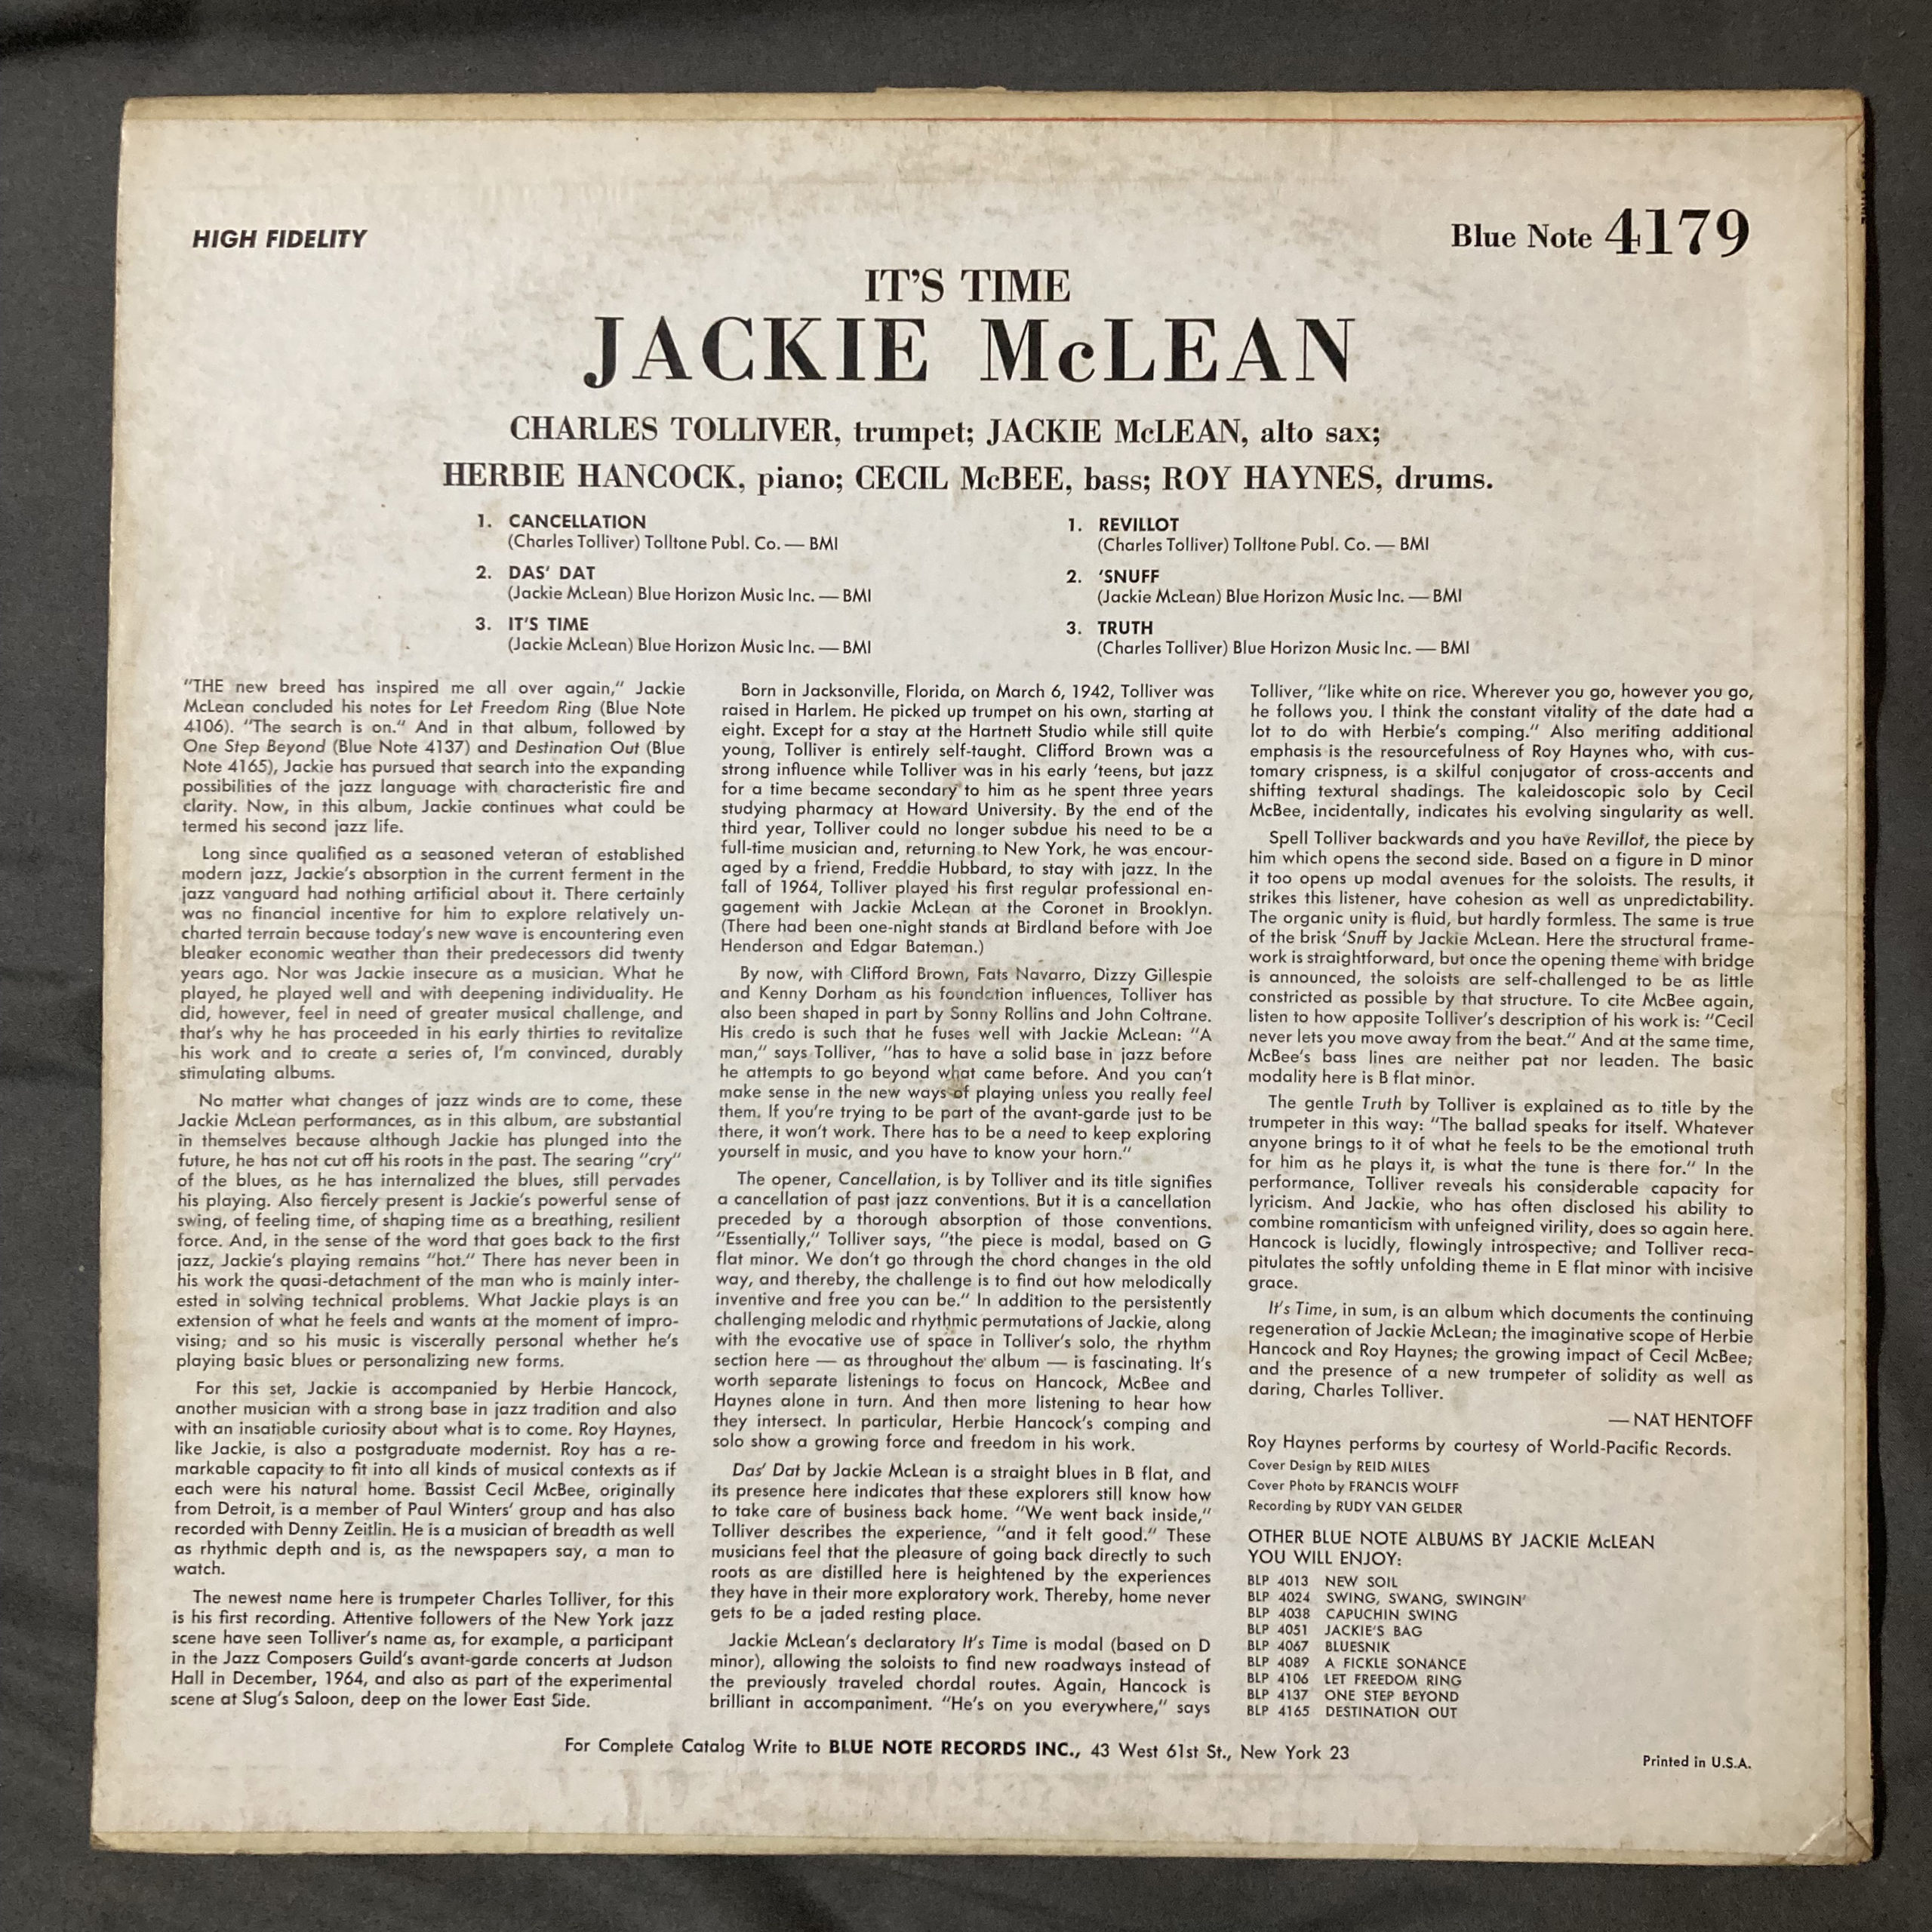 HIGH FIDELITY
Blue Note 4179
IT'S TIME
JACKIE McLEAN
CHARLES TOLLIVER, trumpet; JACKIE McLEAN, alto sax;
HERBIE HANCOCK, piano; CECIL McBEE, bass; ROY HAYNES, drums.
1. CANCELLATION
(Charles Tolliver) Tolltone Publ. Co. — BMI
2. DAS' DAT
(Jackie McLean) Blue Horizon Music Inc. — BMI
3. IT'S TIME
(Jackie McLean) Blue Horizon Music Inc. — BMI
1. REVILLOT
(Charles Tolliver) Tolltone Publ. Co. — BMI
2. 'SNUFF
(Jackie McLean) Blue Horizon Music Inc. — BMI
3. TRUTH
(Charles Tolliver) Blue Horizon Music Inc. — BMI
"THE new breed has inspired me all over again," Jackie
McLean concluded his notes for Let Freedom Ring (Blue Note
4106). "The search is on." And in that album, followed by
One Step Beyond (Blue Note 4137) and Destination Out (Blue
Note 4165), Jackie has pursued that search into the expanding
possibilities of the jazz language with characteristic fire and
clarity. Now, in this album, Jackie continues what could be
termed his second jazz life.
Long since qualified as a seasoned veteran of established
modern jazz, Jackie's absorption in the current ferment in the
jazz vanguard had nothing artificial about it. There certainly
was no financial incentive for him to explore relatively un-
charted terrain because today's new wave is encountering even
bleaker economic weather than their predecessors did twenty
years ago. Nor was Jackie insecure as a musician. What he
played, he played well and with deepening individuality. He
did, however, feel in need of greater musical challenge, and
that's why he has proceeded in his early thirties to revitalize
his work and to create a series of, I'm convinced, durably
stimulating albums.
No matter what changes of jazz winds are to come, these
Jackie McLean performances, as in this album, are substantial
in themselves because although Jackie has plunged into the
future, he has not cut off his roots in the past. The searing "cry"
of the blues, as he has internalized the blues, still pervades
his playing. Also fiercely present is Jackie's powerful sense of
swing, of feeling time, of shaping time as a breathing, resilient
force. And, in the sense of the word that goes back to the first
jazz, Jackie's playing remains "hot." There has never been in
his work the quasi-detachment of the man who is mainly inter-
ested in solving technical problems. What Jackie plays is an
extension of what he feels and wants at the moment of impro-
vising; and so his music is viscerally personal whether he's
playing basic blues or personalizing new forms.
For this set, Jackie is accompanied by Herbie Hancock,
another musician with a strong base in jazz tradition and also
with an insatiable curiosity about what is to come. Roy Haynes,
like Jackie, is also a postgraduate modernist. Roy has a re-
markable capacity to fit into all kinds of musical contexts as if
each were his natural home. Bassist Cecil McBee, originally
from Detroit, is a member of Paul Winters' group and has also
recorded with Denny Zeitlin. He is a musician of breadth as well
as rhythmic depth and is, as the newspapers say, a man to
watch.
The newest name here is trumpeter Charles Tolliver, for this
is his first recording. Attentive followers of the New York jazz
scene have seen Tolliver's name as, for example, a participant
in the Jazz Composers Guild's avant-garde concerts at Judson
Hall in December, 1964, and also as part of the experimental
scene at Slug's Saloon, deep on the lower East Side.
Born in Jacksonville, Florida, on March 6, 1942, Tolliver was
raised in Harlem. He picked up trumpet on his own, starting at
eight. Except for a stay at the Hartnett Studio while still quite
young, Tolliver is entirely self-taught. Clifford Brown was a
strong influence while Tolliver was in his early 'teens, but jazz
for a time became secondary to him as he spent three years
studying pharmacy at Howard University. By the end of the
third year, Tolliver could no longer subdue his need to be a
full-time musician and, returning to New York, he was encour-
aged by a friend, Freddie Hubbard, to stay with jazz. In the
fall of 1964, Tolliver played his first regular professional en-
gagement with Jackie McLean at the Coronet in Brooklyn.
(There had been one-night stands at Birdland before with Joe
Henderson and Edgar Bateman.)
By now, with Clifford Brown, Fats Navarro, Dizzy Gillespie
and Kenny Dorham as his foundation influences, Tolliver has
also been shaped in part by Sonny Rollins and John Coltrane.
His credo is such that he fuses well with Jackie McLean: "A
man," says Tolliver, "has to have a solid base in jazz before
he attempts to go beyond what came before. And you can't
make sense in the new ways of playing unless you really feel
them. If you're trying to be part of the avant-garde just to be
there, it won't work. There has to be a need to keep exploring
yourself in music, and you have to know your horn."
The opener, Cancellation, is by Tolliver and its title signifies
a cancellation of past jazz conventions. But it is a cancellation
preceded by a thorough absorption of those conventions.
"Essentially," Tolliver says, "the piece is modal, based on G
flat minor. We don't go through the chord changes in the old
way, and thereby, the challenge is to find out how melodically
inventive and free you can be." In addition to the persistently
challenging melodic and rhythmic permutations of Jackie, along
with the evocative use of space in Tolliver's solo, the rhythm
section here — as throughout the album — is fascinating. It's
worth separate listenings to focus on Hancock, McBee and
Haynes alone in turn. And then more listening to hear how
they intersect. In particular, Herbie Hancock's comping and
solo show a growing force and freedom in his work.
Das' Dat by Jackie McLean is a straight blues in B flat, and
its presence here indicates that these explorers still know how
to take care of business back home. "We went back inside,"
Tolliver describes the experience, "and it felt good." These
musicians feel that the pleasure of going back directly to such
roots as are distilled here is heightened by the experiences
they have in their more exploratory work. Thereby, home never
gets to be a jaded resting place.
Jackie McLean's declaratory It's Time is modal (based on D
minor), allowing the soloists to find new roadways instead of
the previously traveled chordal routes. Again, Hancock is
brilliant in accompaniment. "He's on you everywhere," says
Tolliver, "like white on rice. Wherever you go, however you go,
he follows you. I think the constant vitality of the date had a
lot to do with Herbie's comping." Also meriting additional
emphasis is the resourcefulness of Roy Haynes who, with cus-
tomary crispness, is a skilful conjugator of cross-accents and
shifting textural shadings. The kaleidoscopic solo by Cecil
McBee, incidentally, indicates his evolving singularity as well.
Spell Tolliver backwards and you have Revillot, the piece by
him which opens the second side. Based on a figure in D minor
it too opens up modal avenues for the soloists. The results, it
strikes this listener, have cohesion as well as unpredictability.
The organic unity is fluid, but hardly formless. The same is true
of the brisk 'Snuff by Jackie McLean. Here the structural frame-
work is straightforward, but once the opening theme with bridge
is announced, the soloists are self-challenged to be as little
constricted as possible by that structure. To cite McBee again,
listen to how apposite Tolliver's description of his work is: "Cecil
never lets you move away from the beat." And at the same time,
McBee's bass lines are neither pat nor leaden. The basic
modality here is B flat minor.
The gentle Truth by Tolliver is explained as to title by the
trumpeter in this way: "The ballad speaks for itself. Whatever
anyone brings to it of what he feels to be the emotional truth
for him as he plays it, is what the tune is there for." In the
performance, Tolliver reveals his considerable capacity for
lyricism. And Jackie, who has often disclosed his ability to
combine romanticism with unfeigned virility, does so again here.
Hancock is lucidly, flowingly introspective; and Tolliver reca-
pitulates the softly unfolding theme in E flat minor with incisive
grace.
It's Time, in sum, is an album which documents the continuing
regeneration of Jackie McLean; the imaginative scope of Herbie
Hancock and Roy Haynes; the growing impact of Cecil McBee;
and the presence of a new trumpeter of solidity as well as
daring, Charles Tolliver.
— NAT HENTOFF
Roy Haynes performs by courtesy of World-Pacific Records.
Cover Design by REID MILES
Cover Photo by FRANCIS WOLFF
Recording by RUDY VAN GELDER
OTHER BLUE NOTE ALBUMS BY JACKIE McLEAN
YOU WILL ENJOY:
BLP 4013 NEW SOIL
BLP 4024 SWING, SWANG, SWINGIN'
BLP 4038 CAPUCHIN SWING
BLP 4051 JACKIE'S BAG
BLP 4067 BLUESNIK
BLP 4089 A FICKLE SONANCE
BLP 4106 LET FREEDOM RING
BLP 4137 ONE STEP BEYOND
BLP 4165 DESTINATION OUT
For Complete Catalog Write to BLUE NOTE RECORDS INC., 43 West 61st St., New York 23
Printed in U.S.A.